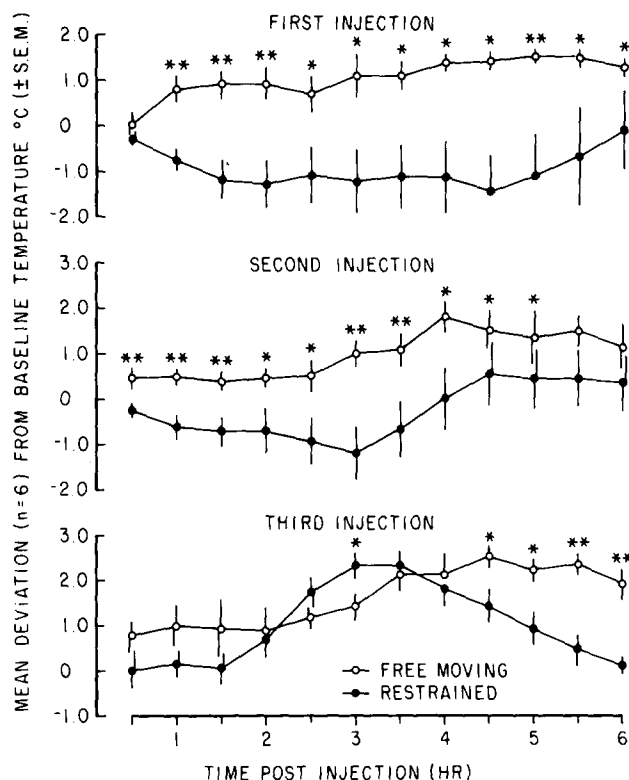 MEAN DEVIATION (n=6) FROM BASELINE TEMPERATURE °C (± S.E.M.)
FIRST INJECTION
** ** ** * * * * * ** * *
2.0
1.0
0
-1.0
-2.0
SECOND INJECTION
** ** ** * * ** ** * * *
3.0
2.0
1.0
0
-1.0
-2.0
THIRD INJECTION
* * * ** **
3.0
2.0
1.0
0
-1.0
FREE MOVING
RESTRAINED
1 2 3 4 5 6
TIME POST INJECTION (HR)